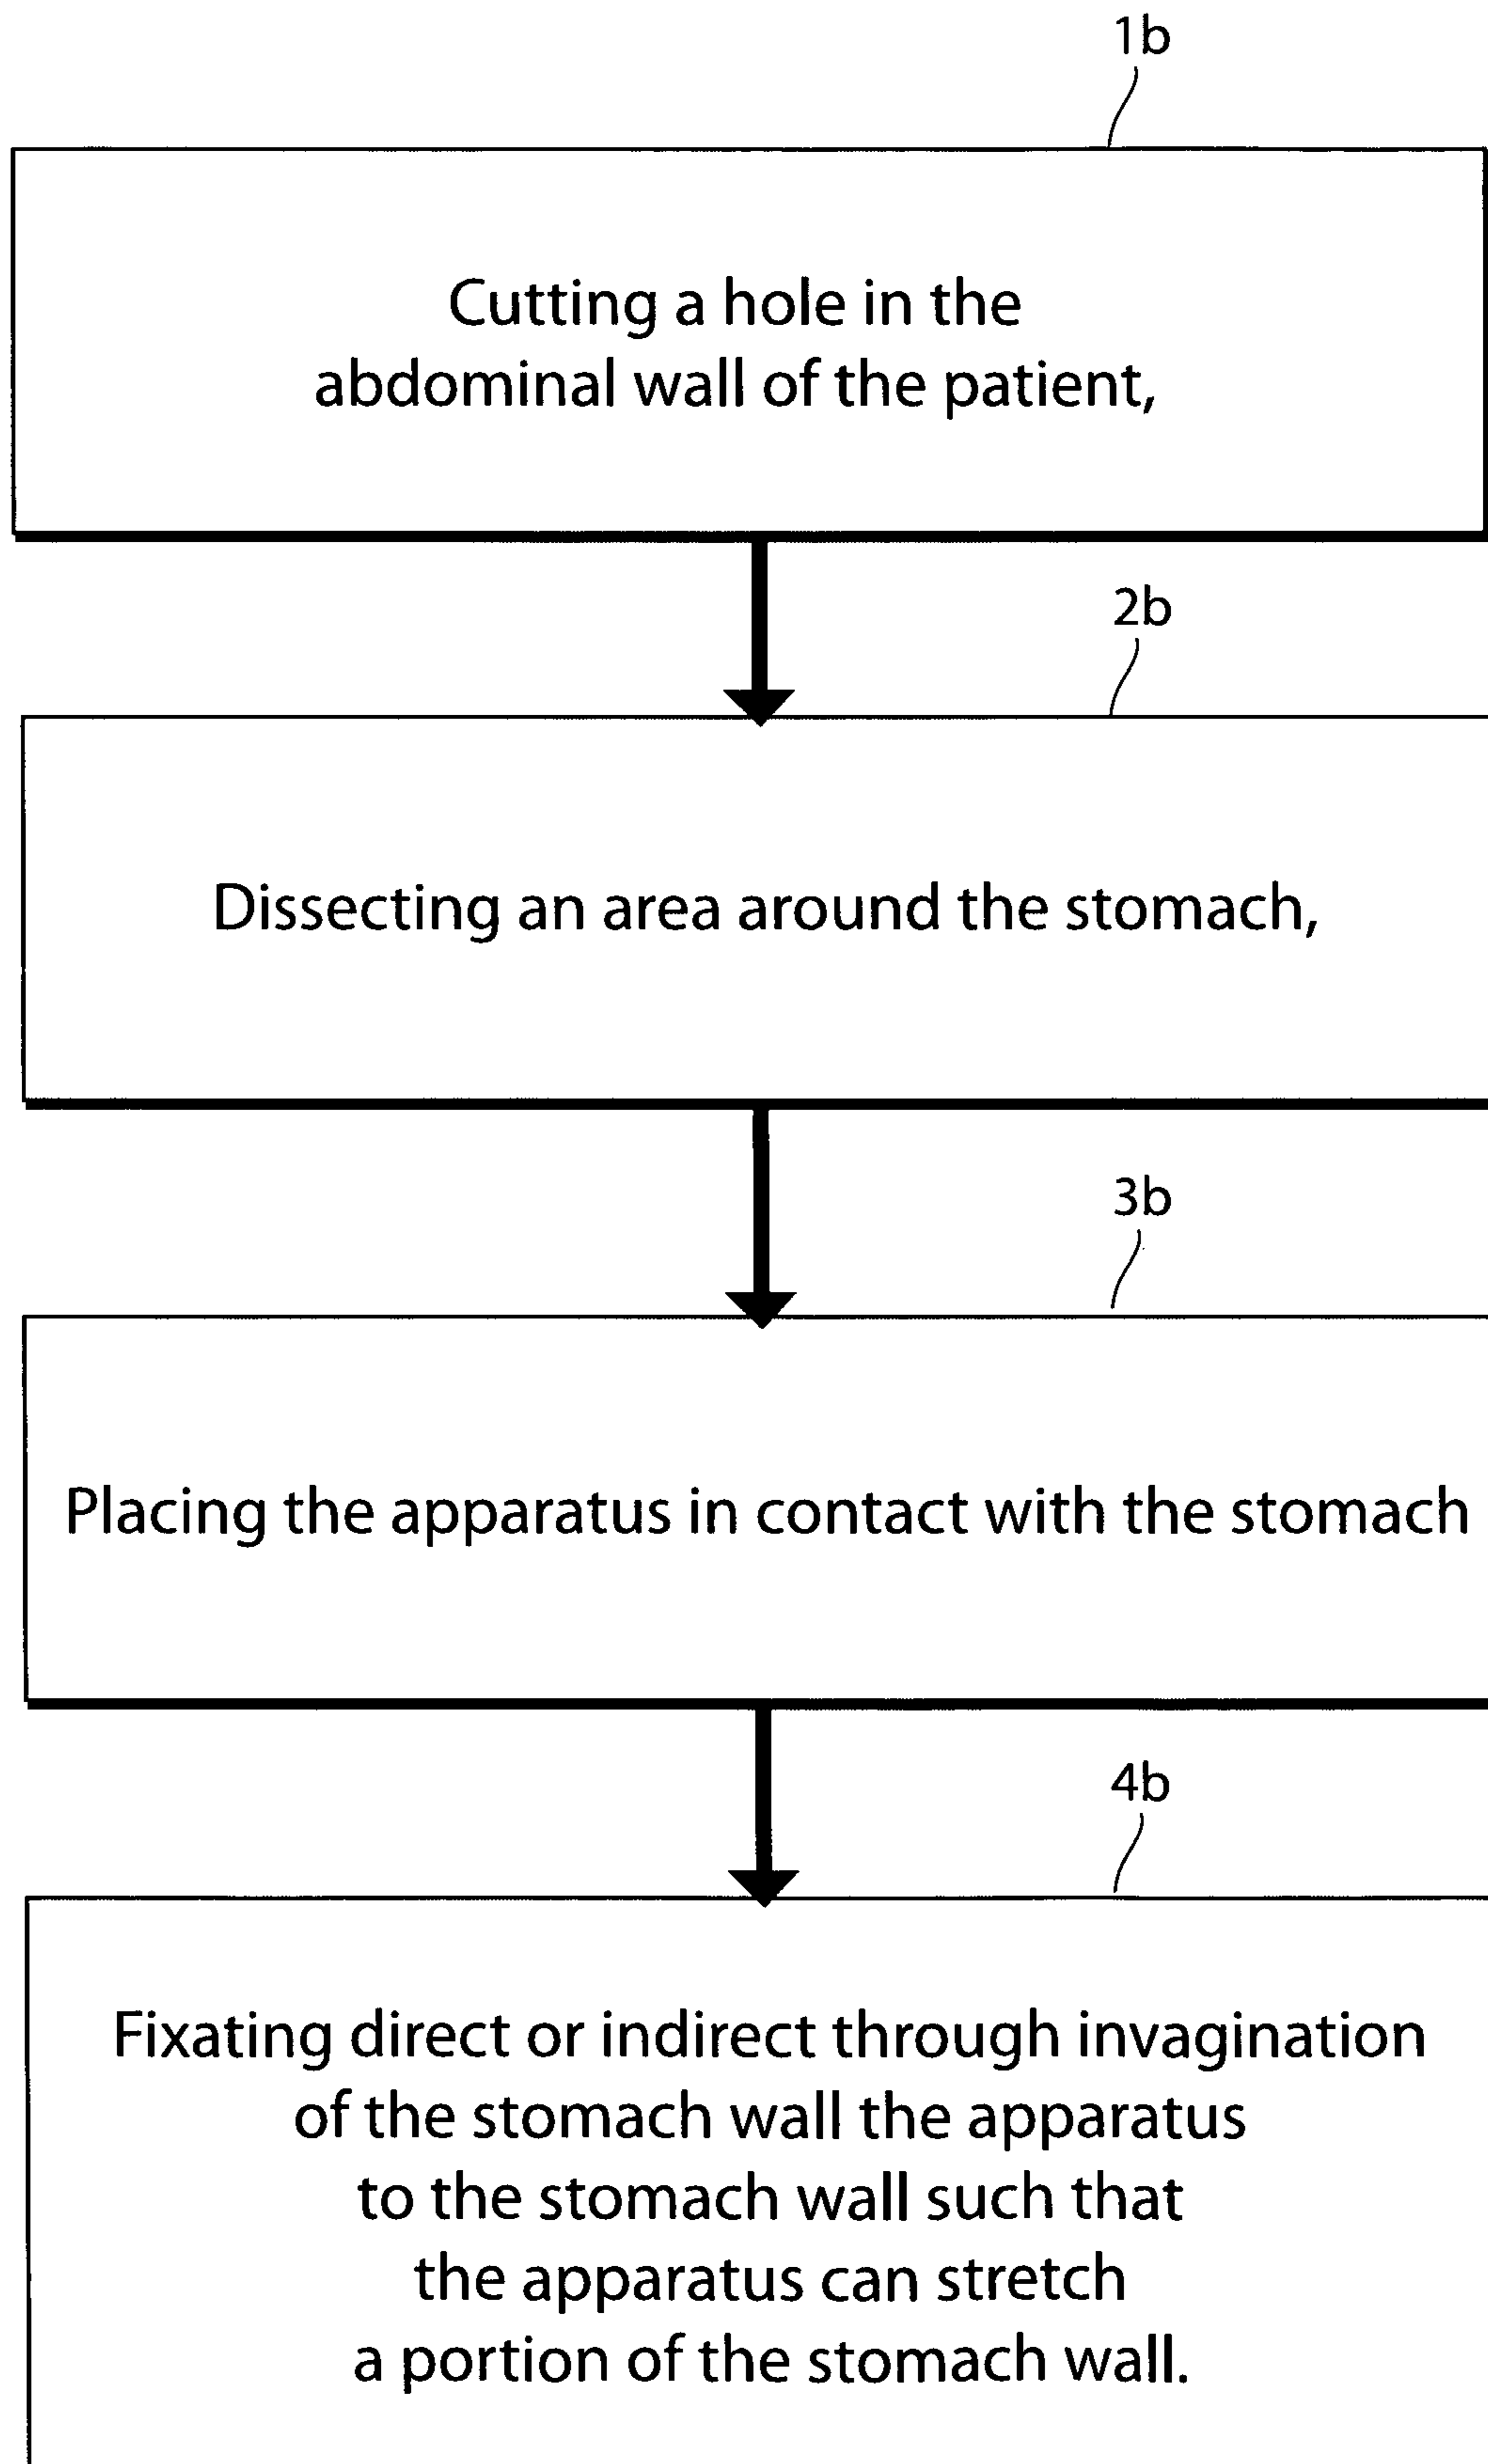 1b
Cutting a hole in the
abdominal wall of the patient,
2b
Dissecting an area around the stomach,
3b
Placing the apparatus in contact with the stomach
4b
Fixating direct or indirect through invagination
of the stomach wall the apparatus
to the stomach wall such that
the apparatus can stretch
a portion of the stomach wall.